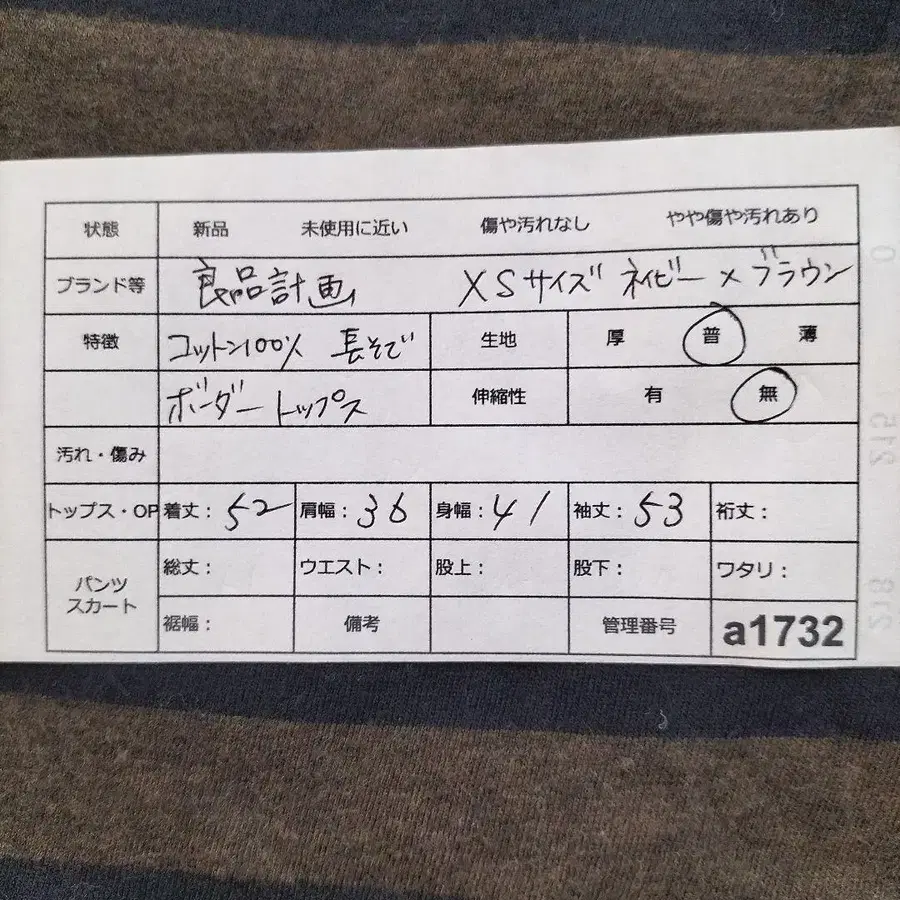 状態 新品 未使用に近い 傷や汚れなし やや傷や汚れあり
ブランド等 良品計画 XSサイズ ネイビー×ブラウン
特徴 コットン100% 長そで 生地 厚 普 薄
ボーダートップス 伸縮性 有 無
汚れ・傷み
トップス・OP 着丈: 52 肩幅: 36 身幅: 41 袖丈: 53 裄丈:
パンツ スカート 総丈: ウエスト: 股上: 股下: ワタリ:
裾幅: 備考 管理番号 a1732
0
215
218